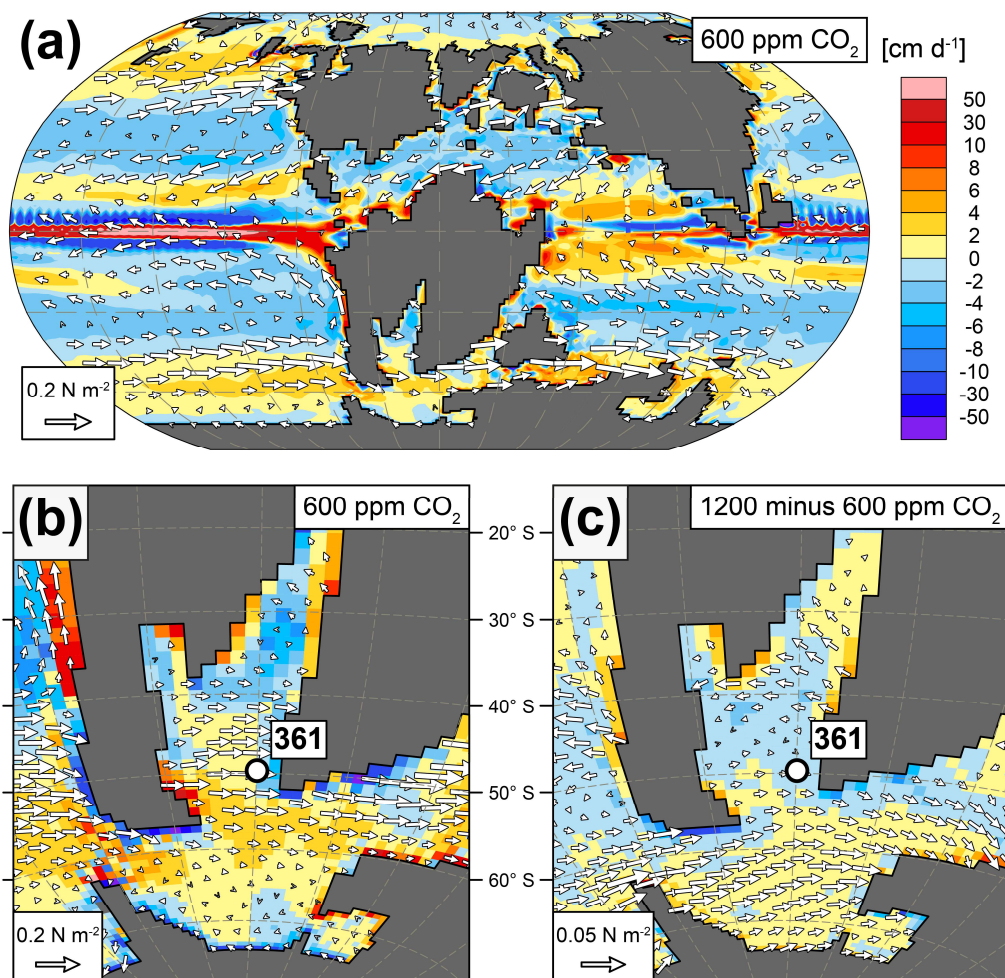 (a)
600 ppm CO₂
[cm d⁻¹]
50
30
10
8
6
4
2
0
-2
-4
-6
-8
-10
-30
-50
0.2 N m⁻²
(b)
600 ppm CO₂
361
0.2 N m⁻²
20° S
30° S
40° S
50° S
60° S
(c)
1200 minus 600 ppm CO₂
361
0.05 N m⁻²